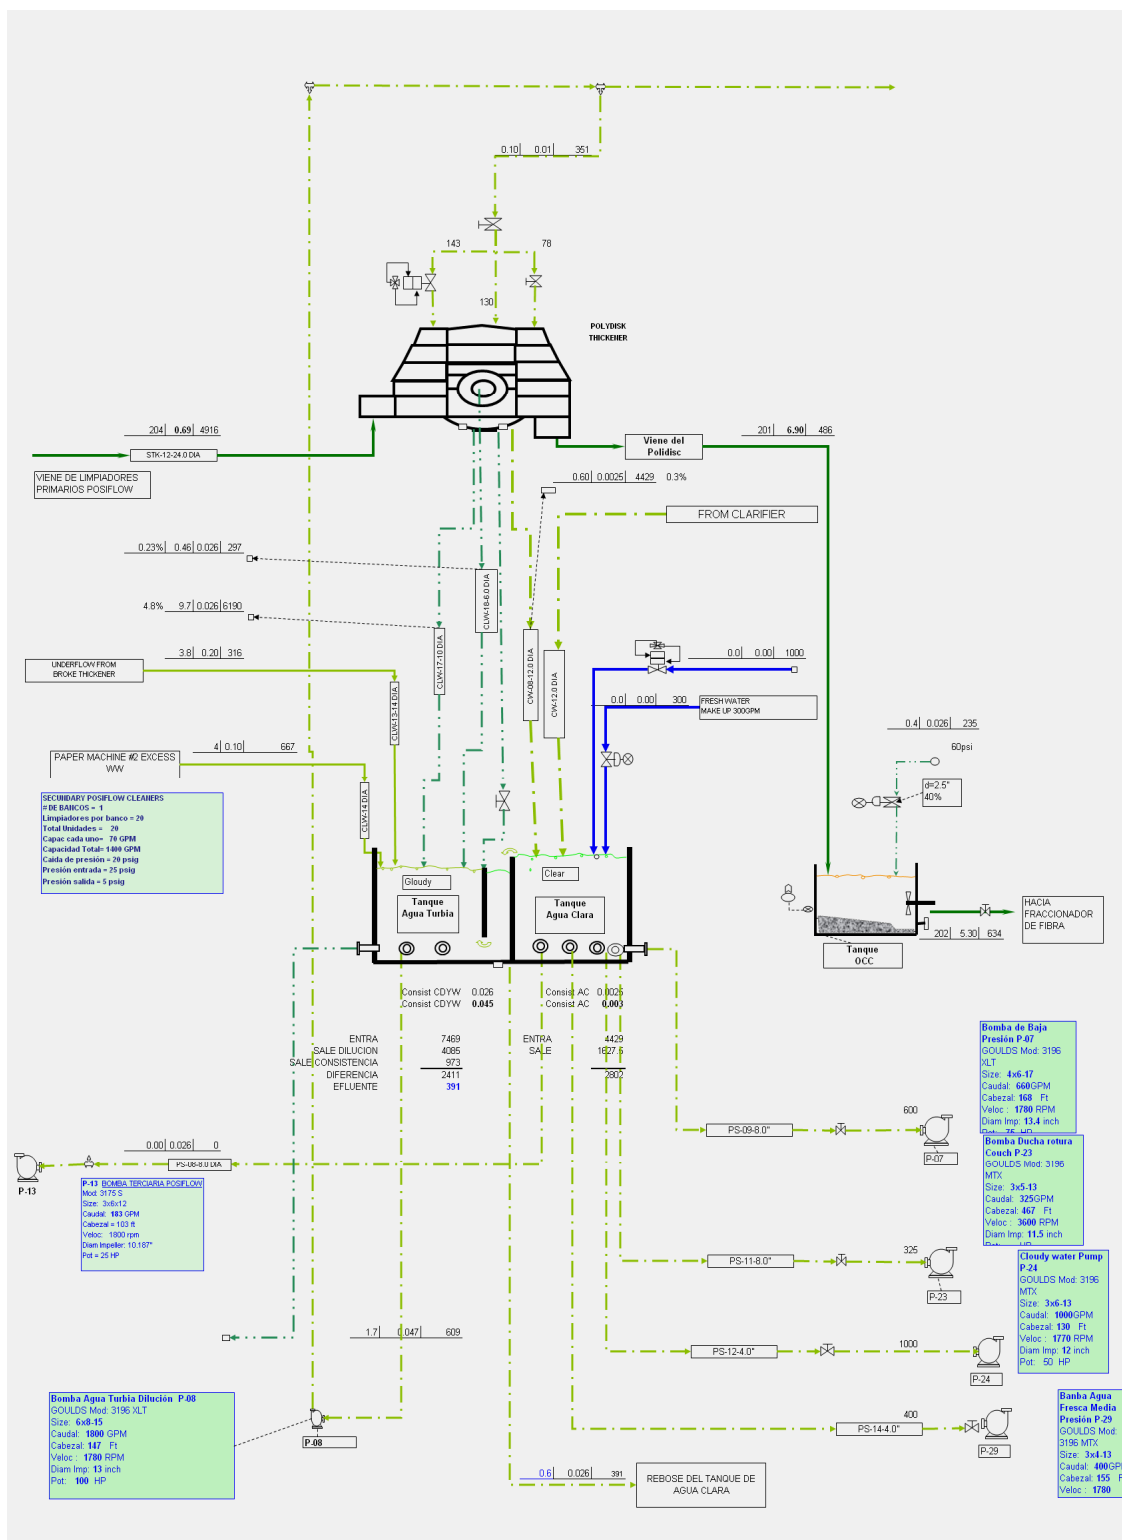 0.10 0.01 351
143 78
130
POLYDISK
THICKENER
204 0.69 4916
STK-12-24.0 DIA
VIENE DE LIMPIADORES
PRIMARIOS POSIFLOW
Viene del
Polidisc
201 6.90 486
0.60 0.0025 4429 0.3%
FROM CLARIFIER
0.23% 0.46 0.026 297
4.8% 9.7 0.026 6190
CLW-18-6.0 DIA
CLW-17-10 DIA
CW-08-12.0 DIA
CW-12.0 DIA
3.8 0.20 316
UNDERFLOW FROM
BROKE THICKENER
CLW-13-14 DIA
0.0 0.00 1000
0.0 0.00 300
FRESH WATER
MAKE UP 300GPM
4 0.10 667
PAPER MACHINE #2 EXCESS
WW
CLW-14 DIA
0.4 0.026 235
60psi
d=2.5"
40%
SECUNDARY POSIFLOW CLEANERS
# DE BANCOS = 1
Limpiadores por banco = 20
Total Unidades = 20
Capac cada uno= 70 GPM
Capacidad Total= 1400 GPM
Caida de presión = 20 psig
Presión entrada = 25 psig
Presión salida = 5 psig
Gloudy
Tanque
Agua Turbia
Clear
Tanque
Agua Clara
HACIA
FRACCIONADOR
DE FIBRA
202 5.30 634
Tanque
OCC
Consist CDYW 0.026
Consist CDYW 0.045
Consist AC 0.0025
Consist AC 0.003
ENTRA 7469
SALE DILUCION 4085
SALE CONSISTENCIA 973
DIFERENCIA 2411
EFLUENTE 391
ENTRA 4429
SALE 1627.5
2802
Bomba de Baja
Presión P-07
GOULDS Mod: 3196
XLT
Size: 4x6-17
Caudal: 660GPM
Cabezal: 168 Ft
Veloc : 1780 RPM
Diam Imp: 13.4 inch
Pot: 75 HP
600
PS-09-8.0"
P-07
Bomba Ducha rotura
Couch P-23
GOULDS Mod: 3196
MTX
Size: 3x5-13
Caudal: 325GPM
Cabezal: 467 Ft
Veloc : 3600 RPM
Diam Imp: 11.5 inch
0.00 0.026 0
PS-08-8.0 DIA
P-13
P-13 BOMBA TERCIARIA POSIFLOW
Mod: 3175 S
Size: 3x6x12
Caudal: 183 GPM
Cabezal = 103 ft
Veloc: 1800 rpm
Diam Impeller: 10.187"
Pot = 25 HP
325
PS-11-8.0"
P-23
Cloudy water Pump
P-24
GOULDS Mod: 3196
MTX
Size: 3x6-13
Caudal: 1000GPM
Cabezal: 130 Ft
Veloc : 1770 RPM
Diam Imp: 12 inch
Pot: 50 HP
1.7 0.047 609
1000
PS-12-4.0"
P-24
Bomba Agua Turbia Dilución P-08
GOULDS Mod: 3196 XLT
Size: 6x8-15
Caudal: 1800 GPM
Cabezal: 147 Ft
Veloc : 1780 RPM
Diam Imp: 13 inch
Pot: 100 HP
P-08
400
PS-14-4.0"
P-29
Banba Agua
Fresca Media
Presión P-29
GOULDS Mod:
3196 MTX
Size: 3x4-13
Caudal: 400GP
Cabezal: 155 F
Veloc : 1780
0.6 0.026 391
REBOSE DEL TANQUE DE
AGUA CLARA